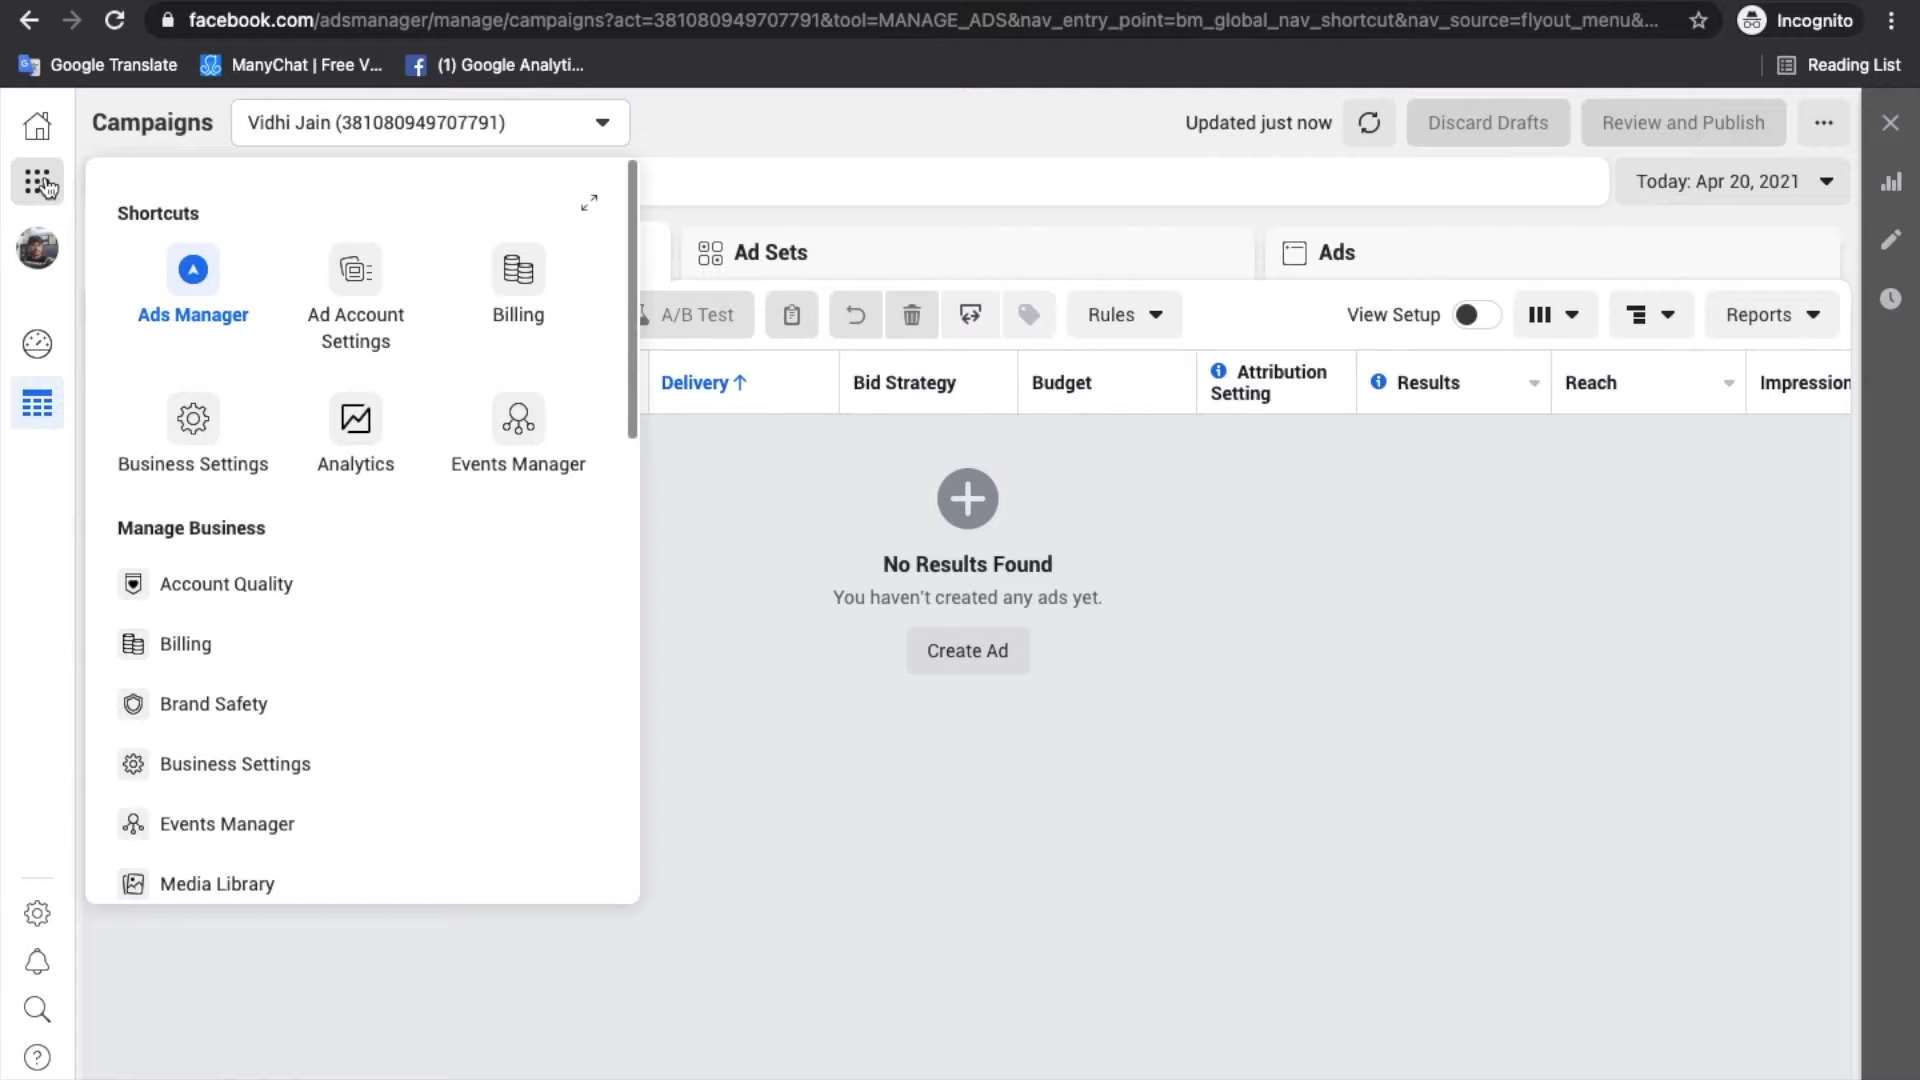 facebook.com/adsmanager/manage/campaigns?act=381080949707791&tool=MANAGE_ADS&nav_entry_point=bm_global_nav_shortcut&nav_source=flyout_menu&...
Incognito
Google Translate
ManyChat | Free V...
(1) Google Analyti...
Reading List
Campaigns
Vidhi Jain (381080949707791)
Updated just now
Discard Drafts
Review and Publish
Today: Apr 20, 2021
Shortcuts
Ads Manager
Ad Account
Settings
Billing
Business Settings
Analytics
Events Manager
Manage Business
Account Quality
Billing
Brand Safety
Business Settings
Events Manager
Media Library
Ad Sets
Ads
A/B Test
Rules
View Setup
Reports
Delivery ↑
Bid Strategy
Budget
Attribution
Setting
Results
Reach
Impression
No Results Found
You haven't created any ads yet.
Create Ad